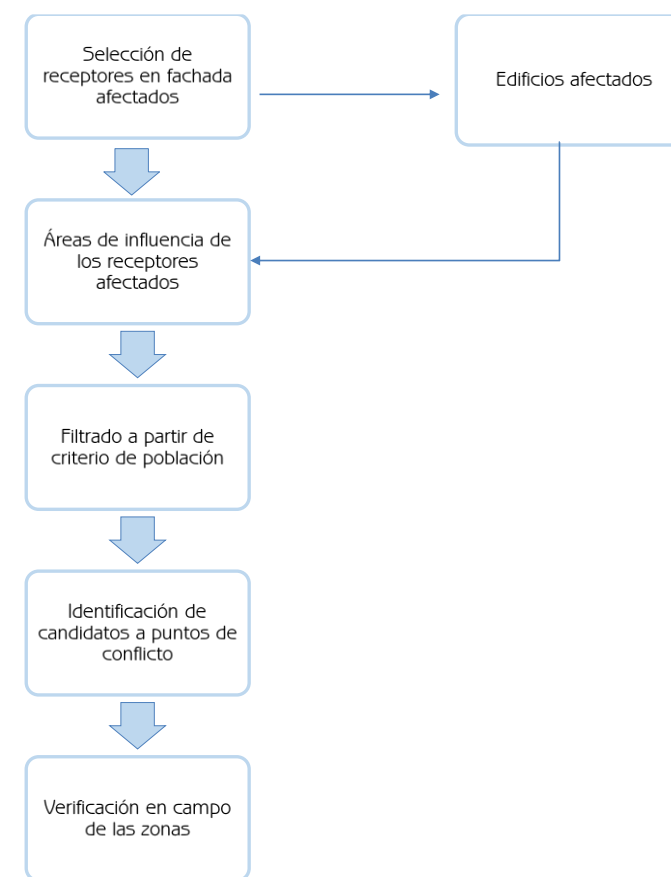 Selección de
receptores en fachada
afectados
Edificios afectados
Áreas de influencia de
los receptores
afectados
Filtrado a partir de
criterio de población
Identificación de
candidatos a puntos de
conflicto
Verificación en campo
de las zonas